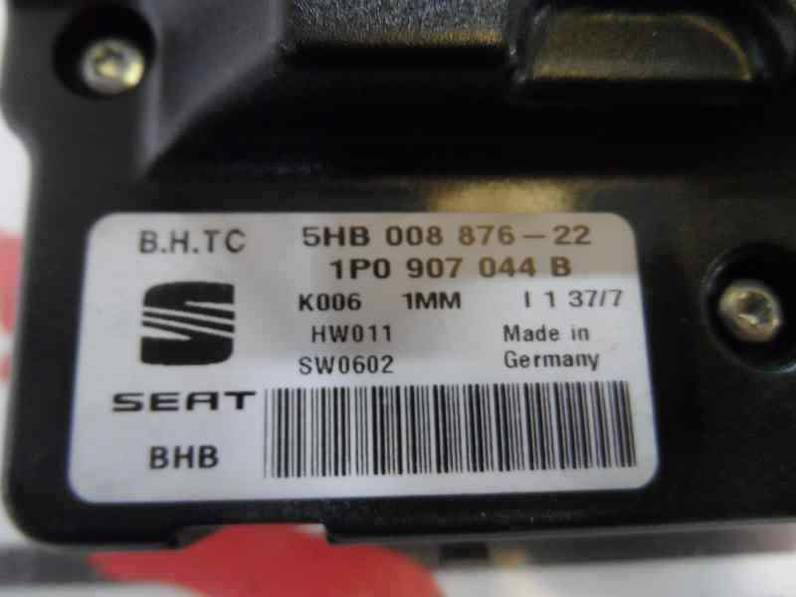 B.H.TC 5HB 008 876-22
1P0 907 044 B
K006 1MM I 1 37/7
HW011 Made in
SW0602 Germany
SEAT
BHB